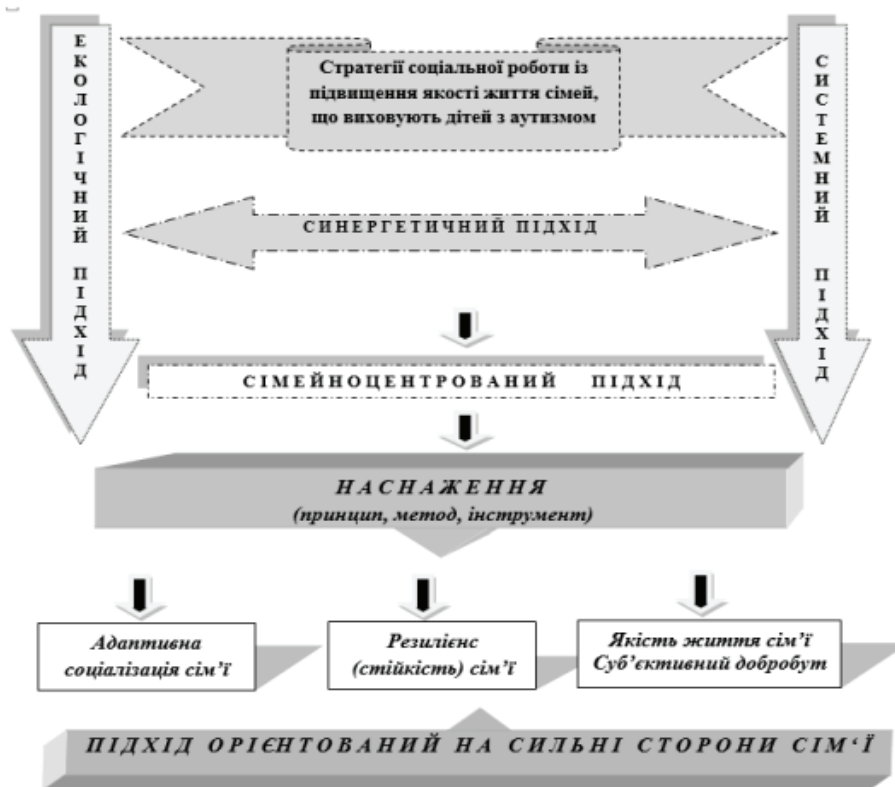 ЕКОЛОГІЧНИЙ ПІДХІД
Стратегії соціальної роботи із
підвищення якості життя сімей,
що виховують дітей з аутизмом
СИСТЕМНИЙ ПІДХІД
СИНЕРГЕТИЧНИЙ ПІДХІД
СІМЕЙНОЦЕНТРОВАНИЙ ПІДХІД
НАСНАЖЕННЯ
(принцип, метод, інструмент)
Адаптивна
соціалізація сім’ї
Резилієнс
(стійкість) сім’ї
Якість життя сім’ї
Суб’єктивний добробут
ПІДХІД ОРІЄНТОВАНИЙ НА СИЛЬНІ СТОРОНИ СІМ‘Ї